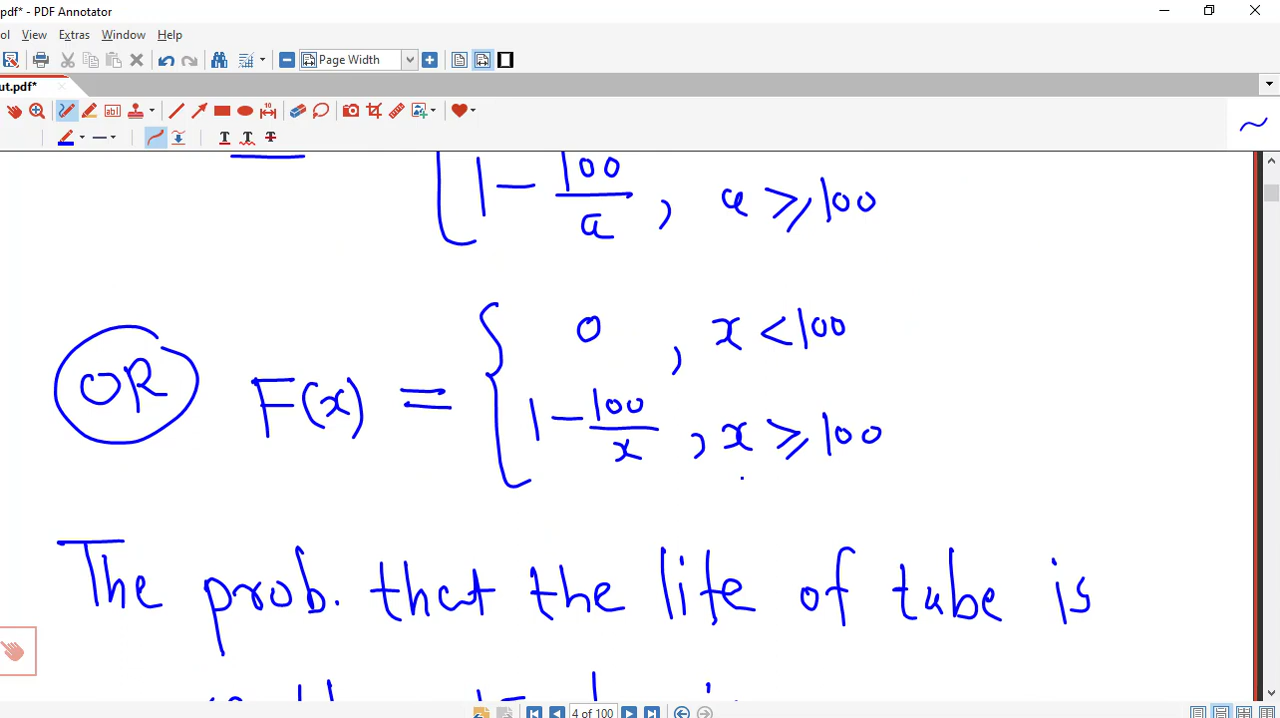 .pdf* - PDF Annotator
ol View Extras Window Help
Page Width
ut.pdf*
1 - 100/a , a ⩾ 100
OR F(x) = { 0 , x < 100
1 - 100/x , x ⩾ 100
The prob. that the life of tube is
4 of 100